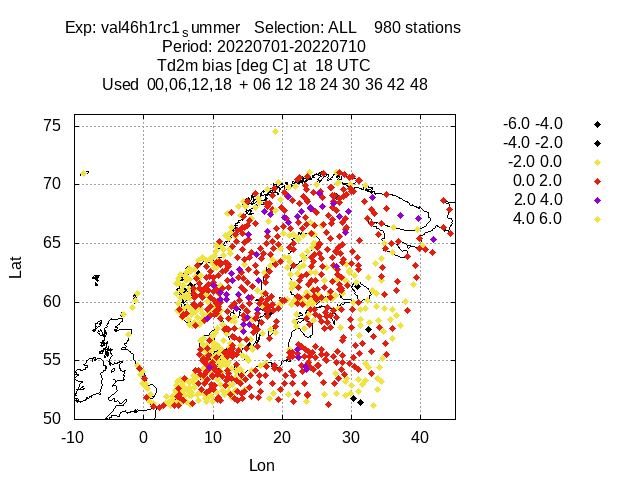 Exp: val46h1rc1summer Selection: ALL 980 stations
Period: 20220701-20220710
Td2m bias [deg C] at 18 UTC
Used 00,06,12,18 + 06 12 18 24 30 36 42 48
-6.0 -4.0
-4.0 -2.0
-2.0 0.0
0.0 2.0
2.0 4.0
4.0 6.0
75
70
65
60
55
50
Lat
-10 0 10 20 30 40
Lon